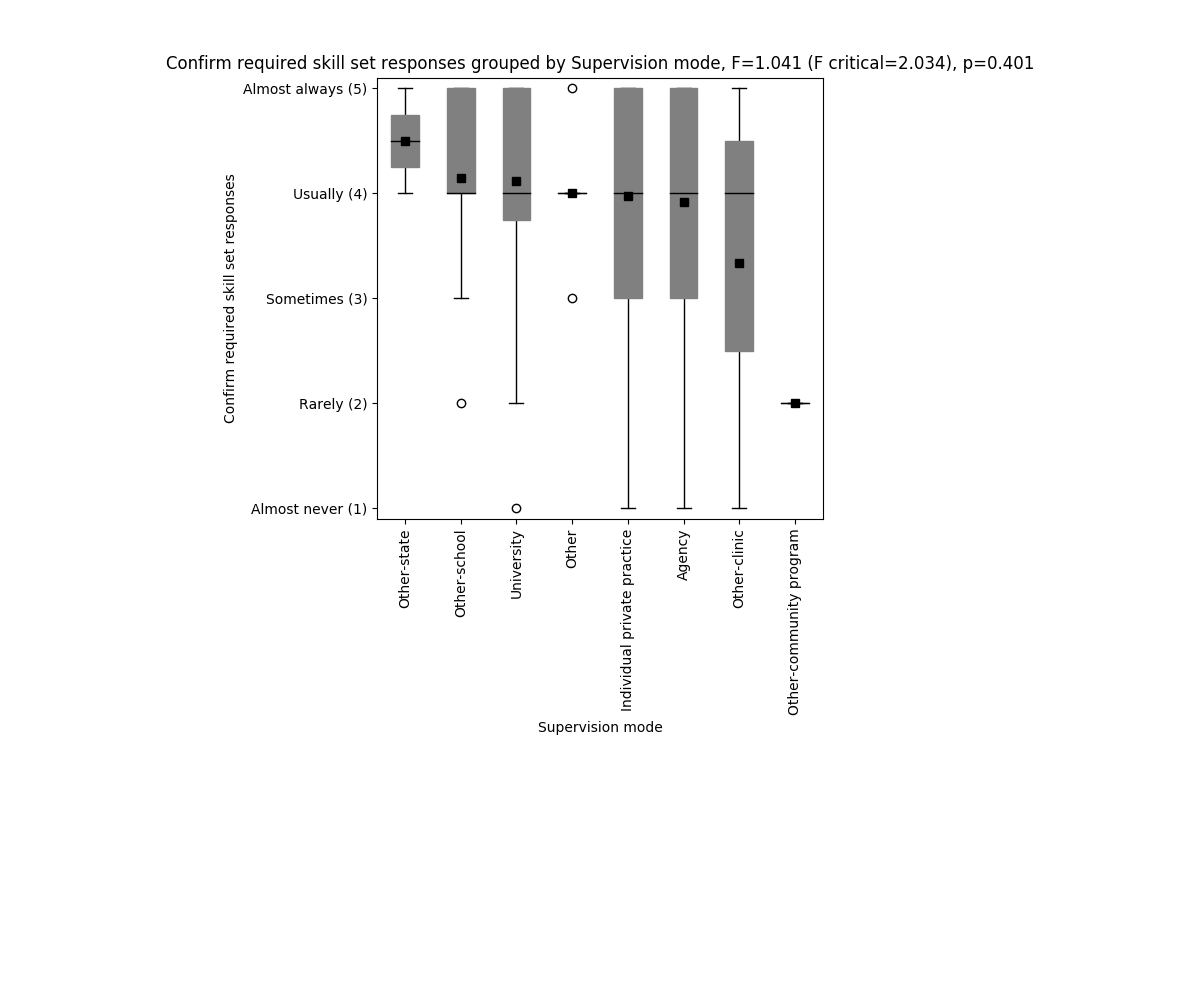 Confirm required skill set responses grouped by Supervision mode, F=1.041 (F critical=2.034), p=0.401
Confirm required skill set responses
Almost always (5)
Usually (4)
Sometimes (3)
Rarely (2)
Almost never (1)
Other-state
Other-school
University
Other
Individual private practice
Agency
Other-clinic
Other-community program
Supervision mode